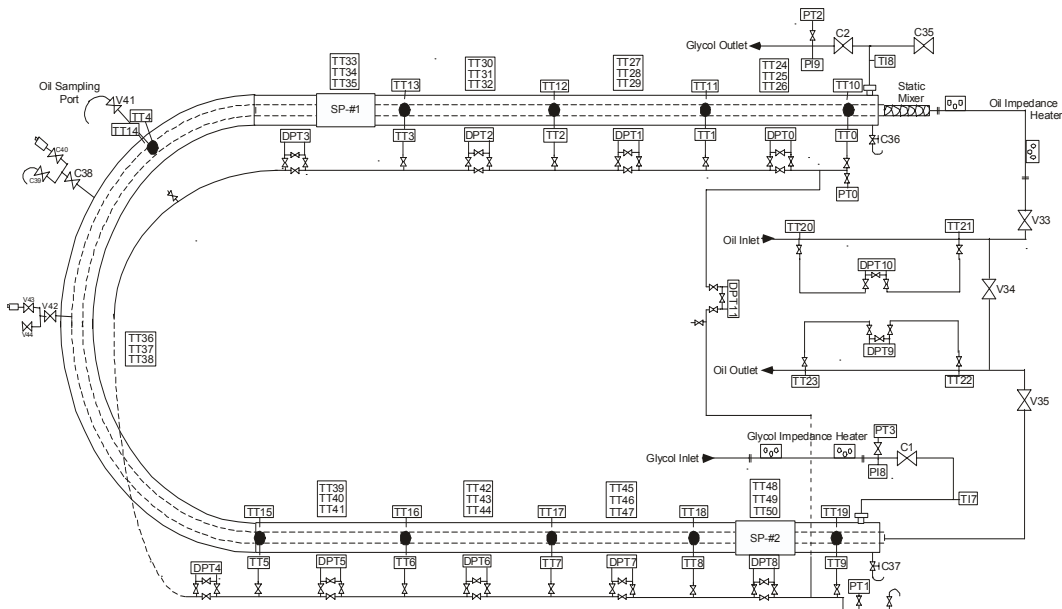 PT2
C2
C35
Glycol Outlet
PI9
TI8
TT33
TT34
TT35
TT30
TT31
TT32
TT27
TT28
TT29
TT24
TT25
TT26
TT13
TT12
TT11
TT10
Static
Mixer
Oil Impedance
Heater
Oil Sampling
Port
V41
TT4
TT14
SP-#1
C40
C39
C38
DPT3
TT3
DPT2
TT2
DPT1
TT1
DPT0
TT0
C36
PT0
V33
Oil Inlet
TT20
TT21
DPT10
V34
DPT11
V43
V42
V44
TT36
TT37
TT38
DPT9
Oil Outlet
TT23
TT22
V35
Glycol Impedance Heater
PT3
C1
Glycol Inlet
PI8
TI7
TT39
TT40
TT41
TT42
TT43
TT44
TT45
TT46
TT47
TT48
TT49
TT50
TT15
TT16
TT17
TT18
TT19
SP-#2
DPT4
TT5
DPT5
TT6
DPT6
TT7
DPT7
TT8
DPT8
TT9
C37
PT1